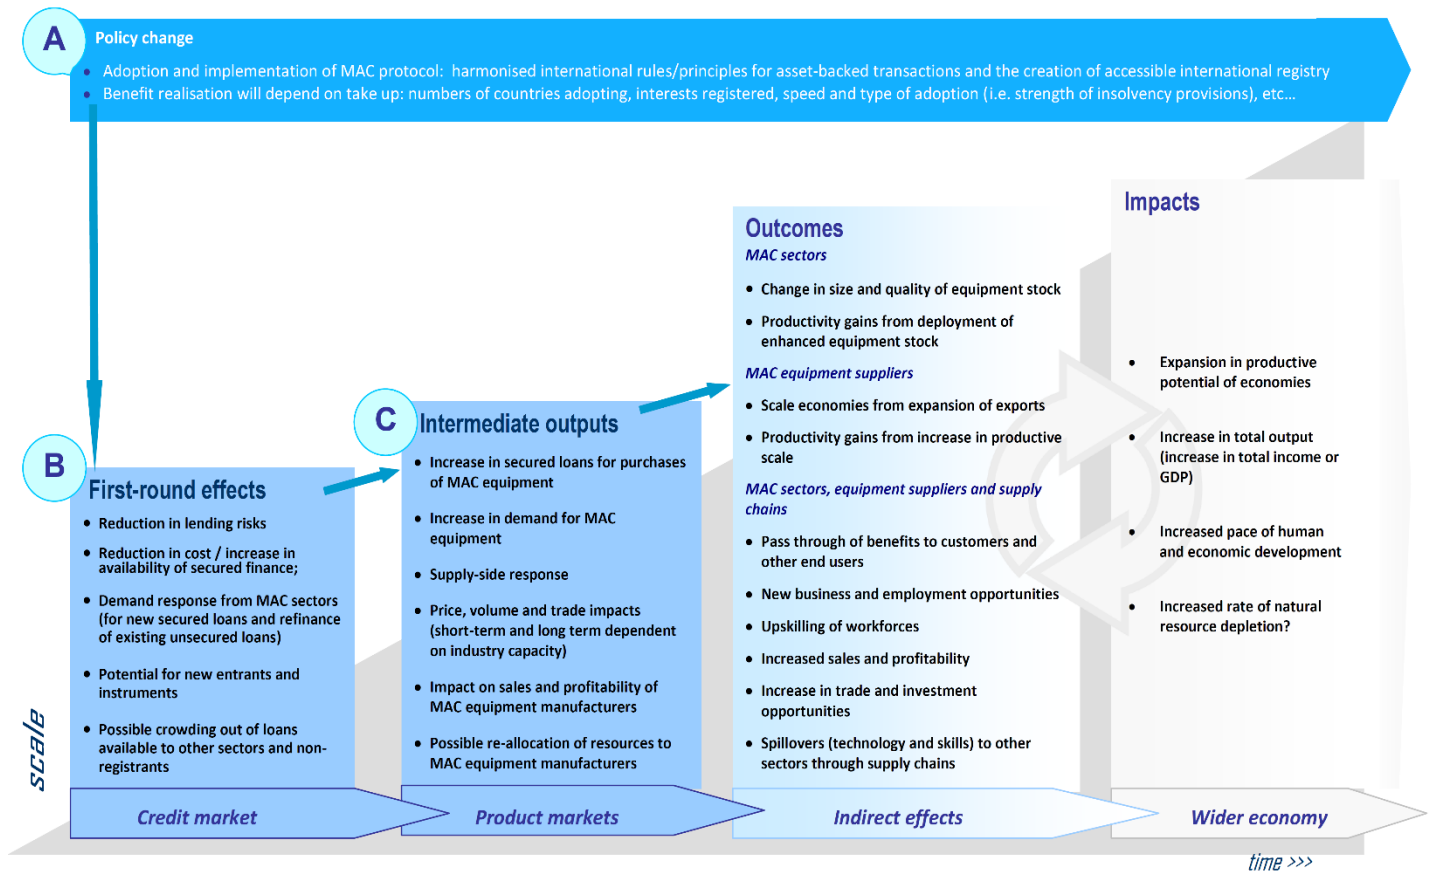 A
Policy change
• Adoption and implementation of MAC protocol: harmonised international rules/principles for asset-backed transactions and the creation of accessible international registry
• Benefit realisation will depend on take up: numbers of countries adopting, interests registered, speed and type of adoption (i.e. strength of insolvency provisions), etc...
B
First-round effects
• Reduction in lending risks
• Reduction in cost / increase in
availability of secured finance;
• Demand response from MAC sectors
(for new secured loans and refinance
of existing unsecured loans)
• Potential for new entrants and
instruments
• Possible crowding out of loans
available to other sectors and non-
registrants
Credit market
C
Intermediate outputs
• Increase in secured loans for purchases
of MAC equipment
• Increase in demand for MAC
equipment
• Supply-side response
• Price, volume and trade impacts
(short-term and long term dependent
on industry capacity)
• Impact on sales and profitability of
MAC equipment manufacturers
• Possible re-allocation of resources to
MAC equipment manufacturers
Product markets
Outcomes
MAC sectors
• Change in size and quality of equipment stock
• Productivity gains from deployment of
enhanced equipment stock
MAC equipment suppliers
• Scale economies from expansion of exports
• Productivity gains from increase in productive
scale
MAC sectors, equipment suppliers and supply
chains
• Pass through of benefits to customers and
other end users
• New business and employment opportunities
• Upskilling of workforces
• Increased sales and profitability
• Increase in trade and investment
opportunities
• Spillovers (technology and skills) to other
sectors through supply chains
Indirect effects
Impacts
• Expansion in productive
potential of economies
• Increase in total output
(increase in total income or
GDP)
• Increased pace of human
and economic development
• Increased rate of natural
resource depletion?
Wider economy
scale
time >>>